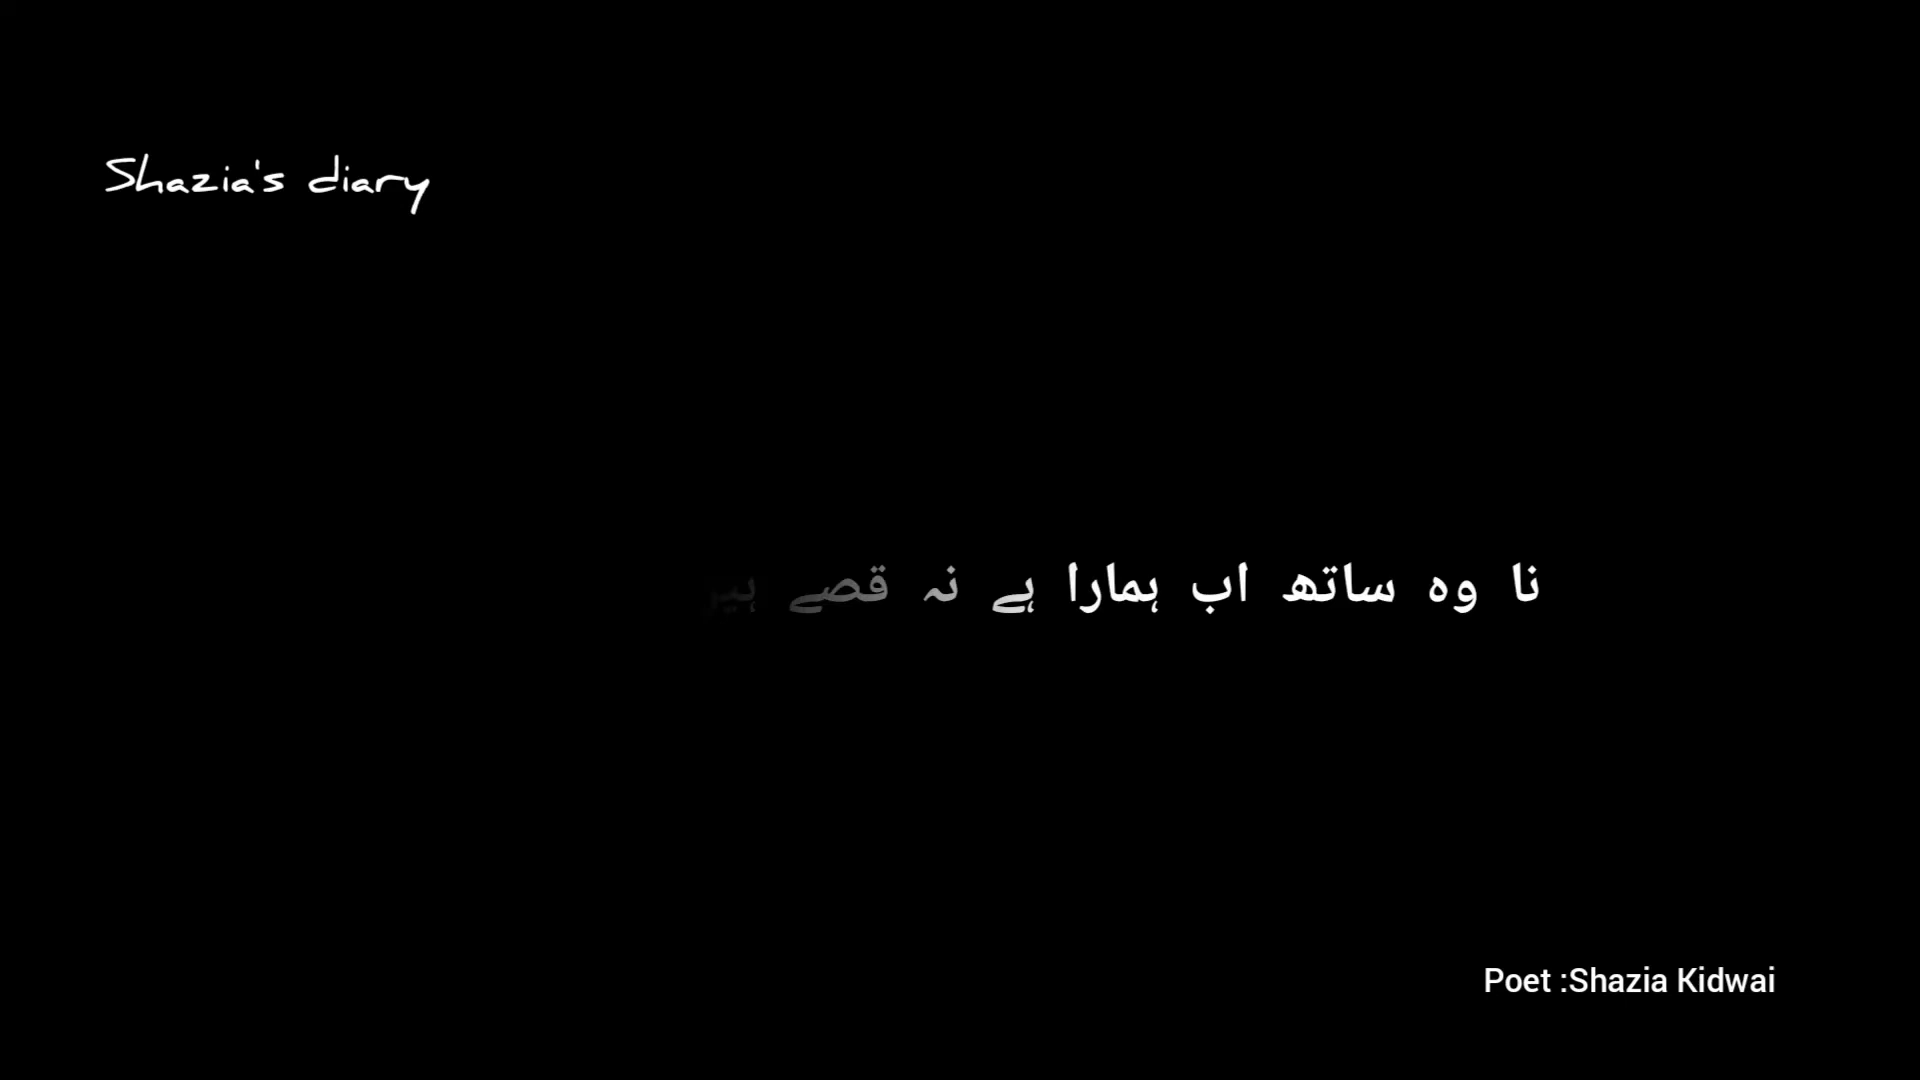 Shazia's diary
نا وہ ساتھ اب ہمارا ہے نہ قصے
Poet :Shazia Kidwai